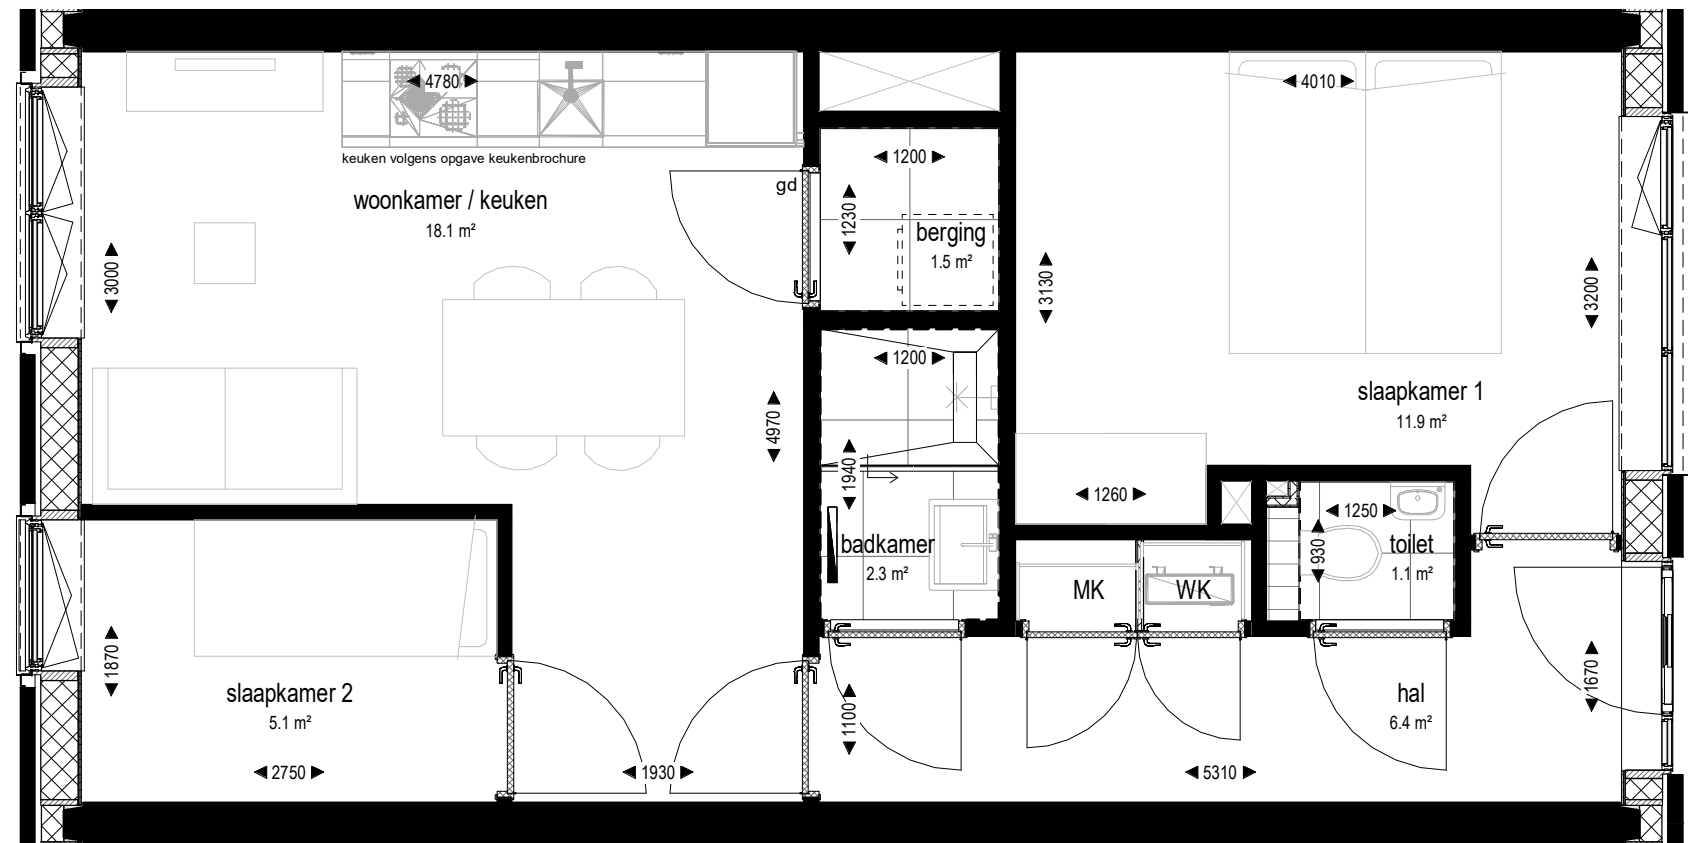 4780
4010
keuken volgens opgave keukenbrochure
gd
1200
woonkamer / keuken
18.1 m²
1230
berging
1.5 m²
3000
3130
3200
1200
slaapkamer 1
11.9 m²
4970
1940
1260
1250
badkamer
2.3 m²
930
toilet
1.1 m²
MK
WK
1870
slaapkamer 2
5.1 m²
1100
hal
6.4 m²
1670
2750
1930
5310